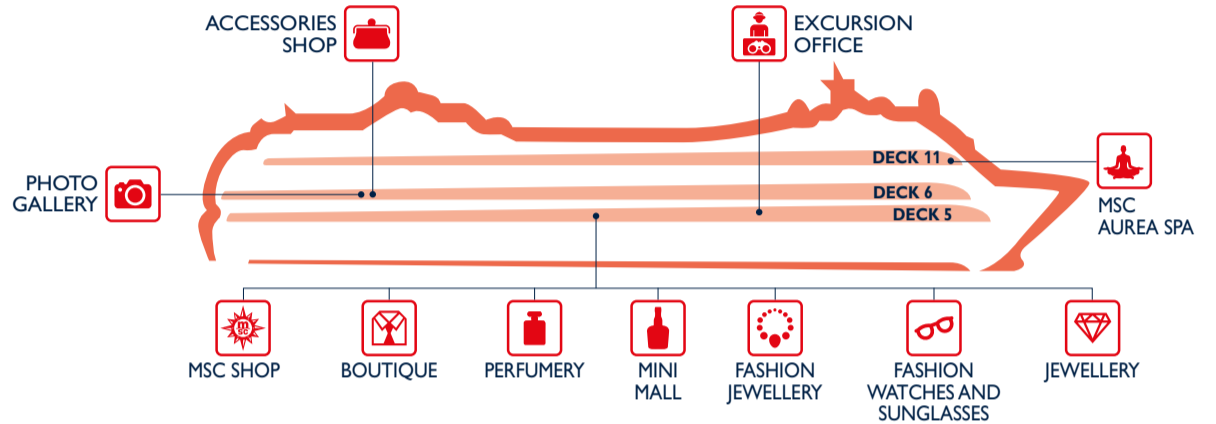 ACCESSORIES
SHOP
EXCURSION
OFFICE
DECK 11
PHOTO
GALLERY
DECK 6
DECK 5
MSC
AUREA SPA
msc
MSC SHOP
BOUTIQUE
PERFUMERY
MINI
MALL
FASHION
JEWELLERY
FASHION
WATCHES AND
SUNGLASSES
JEWELLERY